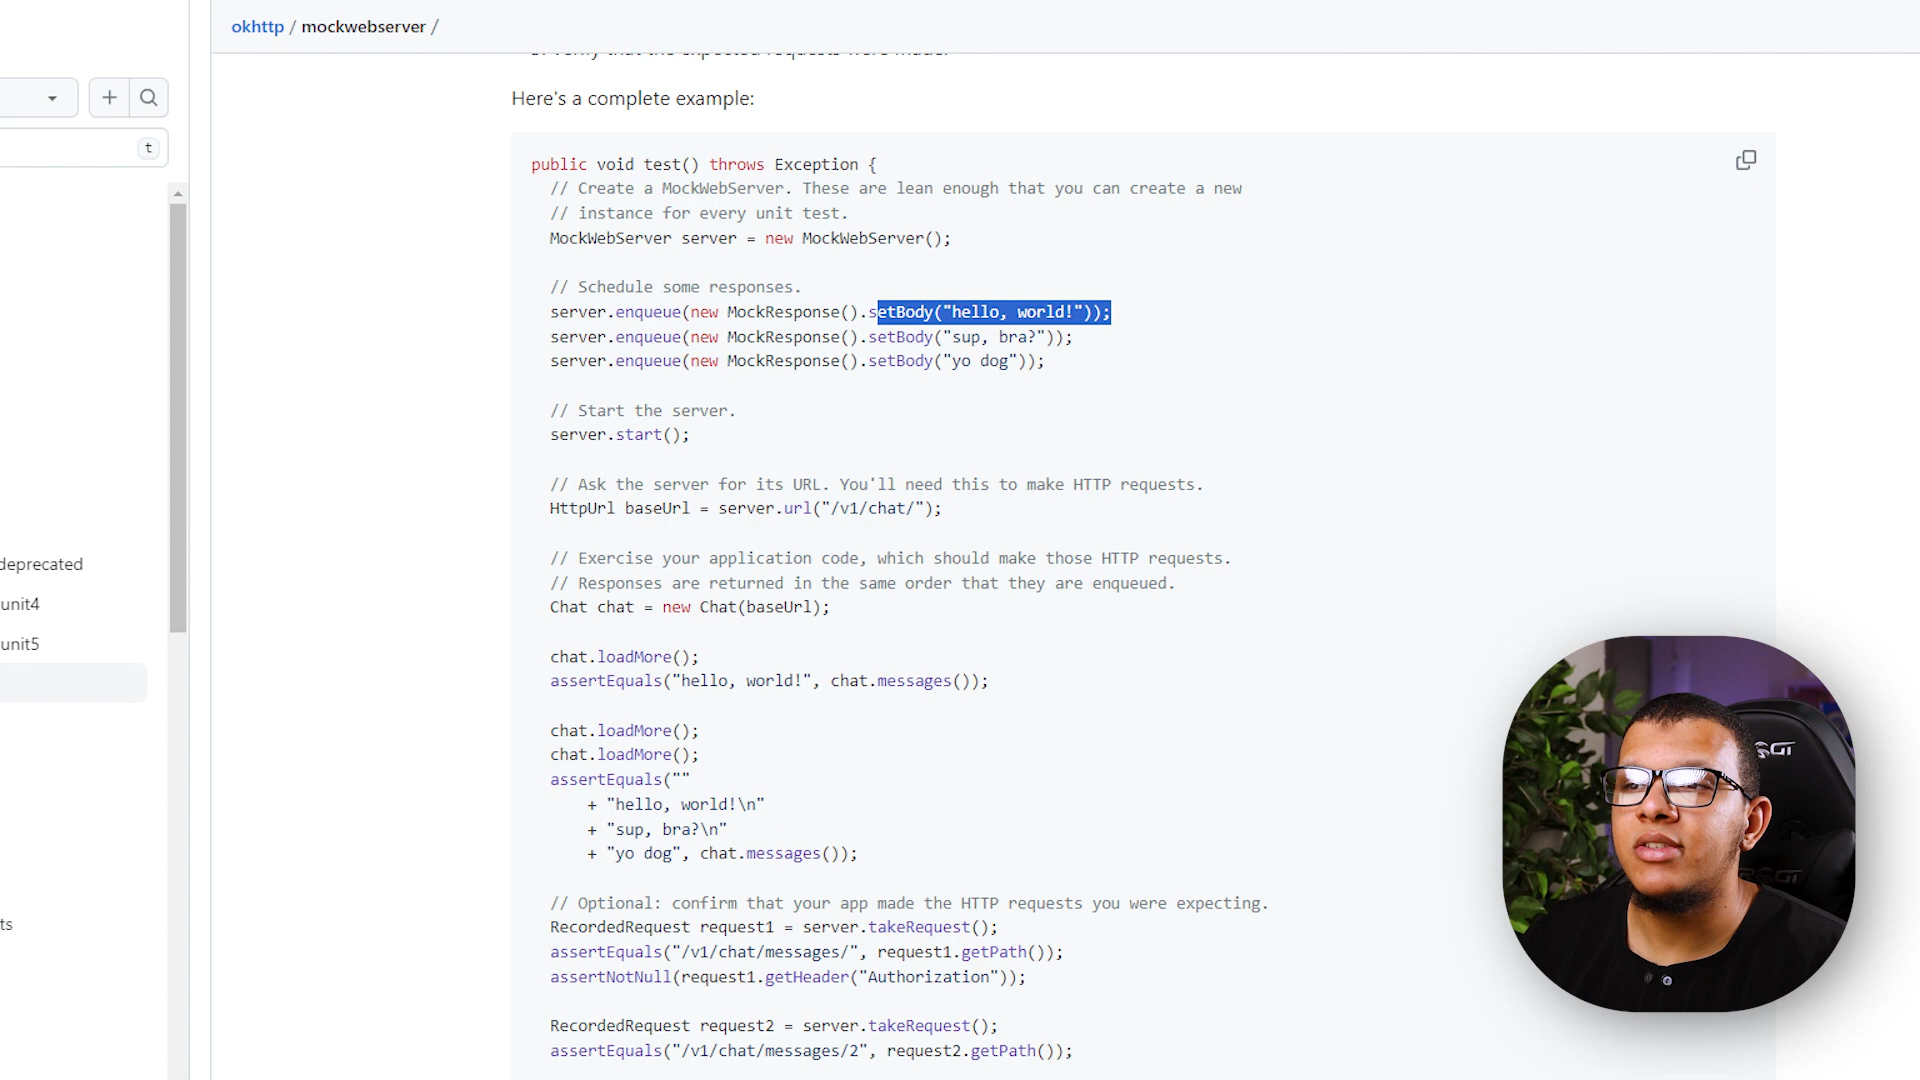 okhttp / mockwebserver /
3. Verify that the expected requests were made.
Here's a complete example:
t
public void test() throws Exception {
// Create a MockWebServer. These are lean enough that you can create a new
// instance for every unit test.
MockWebServer server = new MockWebServer();
// Schedule some responses.
server.enqueue(new MockResponse().setBody("hello, world!"));
server.enqueue(new MockResponse().setBody("sup, bra?"));
server.enqueue(new MockResponse().setBody("yo dog"));
// Start the server.
server.start();
// Ask the server for its URL. You'll need this to make HTTP requests.
HttpUrl baseUrl = server.url("/v1/chat/");
// Exercise your application code, which should make those HTTP requests.
deprecated
// Responses are returned in the same order that they are enqueued.
unit4
Chat chat = new Chat(baseUrl);
unit5
chat.loadMore();
assertEquals("hello, world!", chat.messages());
chat.loadMore();
chat.loadMore();
assertEquals(""
+ "hello, world!\n"
+ "sup, bra?\n"
+ "yo dog", chat.messages());
// Optional: confirm that your app made the HTTP requests you were expecting.
ts
RecordedRequest request1 = server.takeRequest();
assertEquals("/v1/chat/messages/", request1.getPath());
assertNotNull(request1.getHeader("Authorization"));
RecordedRequest request2 = server.takeRequest();
assertEquals("/v1/chat/messages/2", request2.getPath());